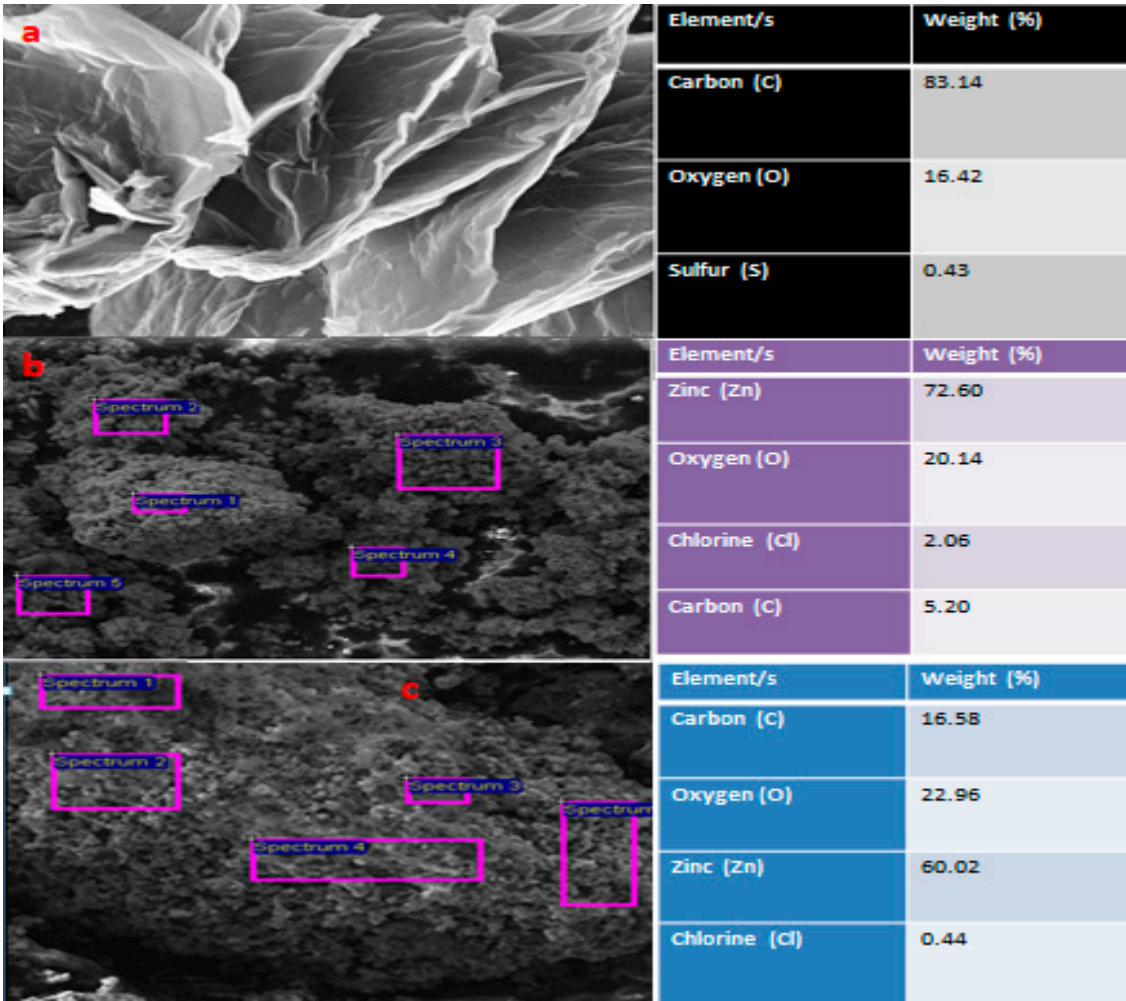 a
Element/s Weight (%)
Carbon (C) 83.14
Oxygen (O) 16.42
Sulfur (S) 0.43
b
Spectrum 2
Spectrum 3
Spectrum 1
Spectrum 4
Spectrum 5
Element/s Weight (%)
Zinc (Zn) 72.60
Oxygen (O) 20.14
Chlorine (Cl) 2.06
Carbon (C) 5.20
c
Spectrum 1
Spectrum 2
Spectrum 3
Spectrum
Spectrum 4
Element/s Weight (%)
Carbon (C) 16.58
Oxygen (O) 22.96
Zinc (Zn) 60.02
Chlorine (Cl) 0.44